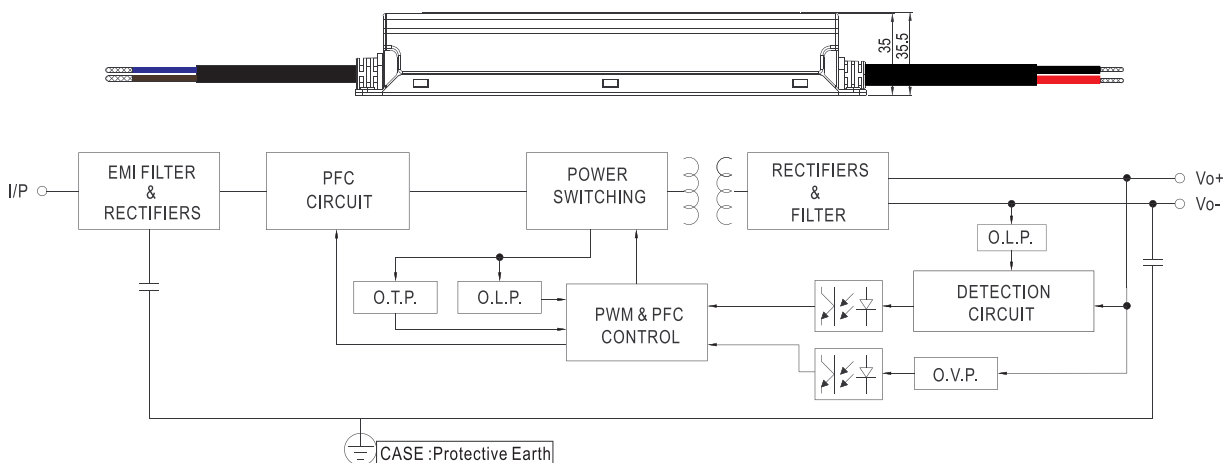 35
35.5
I/P
EMI FILTER
&
RECTIFIERS
PFC
CIRCUIT
POWER
SWITCHING
RECTIFIERS
&
FILTER
Vo+
Vo-
O.L.P.
O.T.P.
O.L.P.
PWM & PFC
CONTROL
DETECTION
CIRCUIT
O.V.P.
CASE :Protective Earth